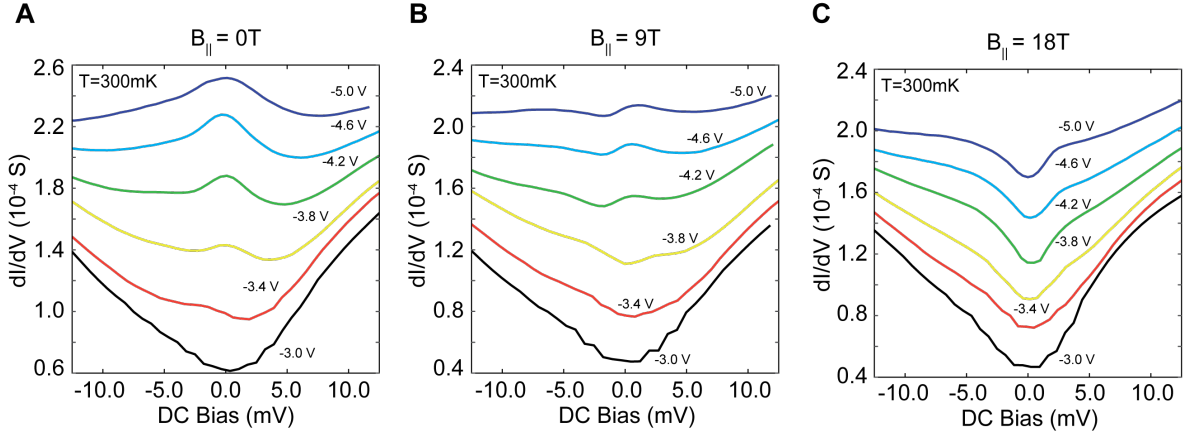 A
B∥ = 0T
T=300mK
-5.0 V
-4.6 V
-4.2 V
-3.8 V
-3.4 V
-3.0 V
2.6
2.2
1.8
1.4
1.0
0.6
dI/dV (10⁻⁴ S)
-10.0 -5.0 0.0 5.0 10.0
DC Bias (mV)
B
B∥ = 9T
T=300mK
-5.0 V
-4.6 V
-4.2 V
-3.8 V
-3.4 V
-3.0 V
2.4
2.0
1.6
1.2
0.8
0.4
dI/dV (10⁻⁴ S)
-10.0 -5.0 0.0 5.0 10.0
DC Bias (mV)
C
B∥ = 18T
T=300mK
-5.0 V
-4.6 V
-4.2 V
-3.8 V
-3.4 V
-3.0 V
2.4
2.0
1.6
1.2
0.8
0.4
dI/dV (10⁻⁴ S)
-10.0 -5.0 0.0 5.0 10.0
DC Bias (mV)